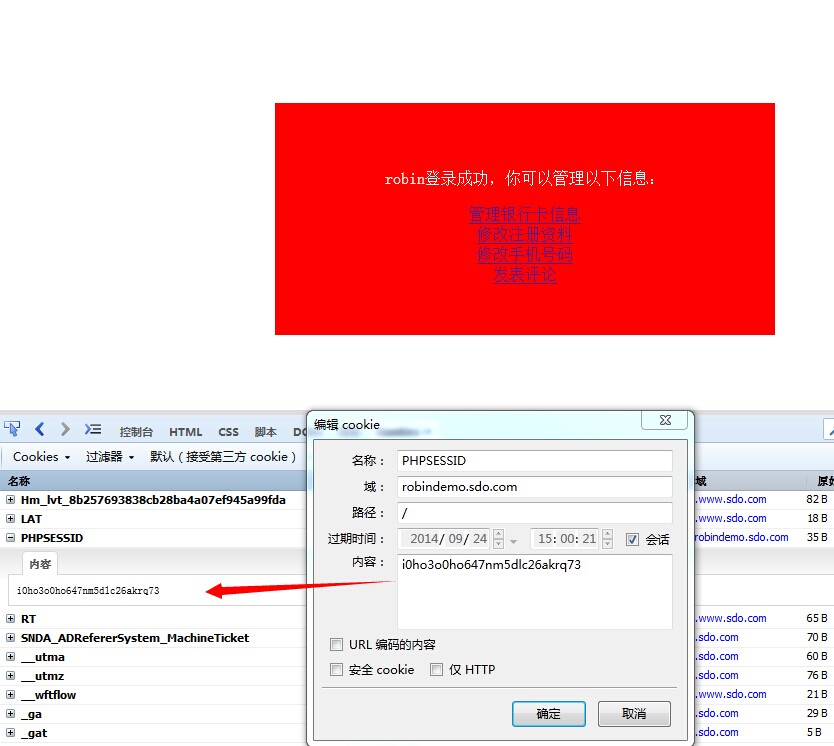 robin登录成功，你可以管理以下信息：
管理银行卡信息
修改注册资料
修改手机号码
发表评论
控制台 HTML CSS 脚本
编辑 cookie
Cookies 过滤器 默认（接受第三方 cookie）
名称 域 原始
Hm_lvt_8b257693838cb28ba4a07ef945a99fda .www.sdo.com 82 B
LAT .www.sdo.com 18 B
PHPSESSID robindemo.sdo.com 35 B
内容
i0ho3o0ho647nm5dlc26akrq73
RT .www.sdo.com 65 B
SNDA_ADRefererSystem_MachineTicket .sdo.com 70 B
__utma .sdo.com 60 B
__utmz .sdo.com 76 B
__wftflow .www.sdo.com 21 B
_ga .sdo.com 29 B
_gat .sdo.com 5 B
名称： PHPSESSID
域： robindemo.sdo.com
路径： /
过期时间： 2014/ 09/ 24 15: 00: 21 会话
内容： i0ho3o0ho647nm5dlc26akrq73
URL 编码的内容
安全 cookie 仅 HTTP
确定 取消